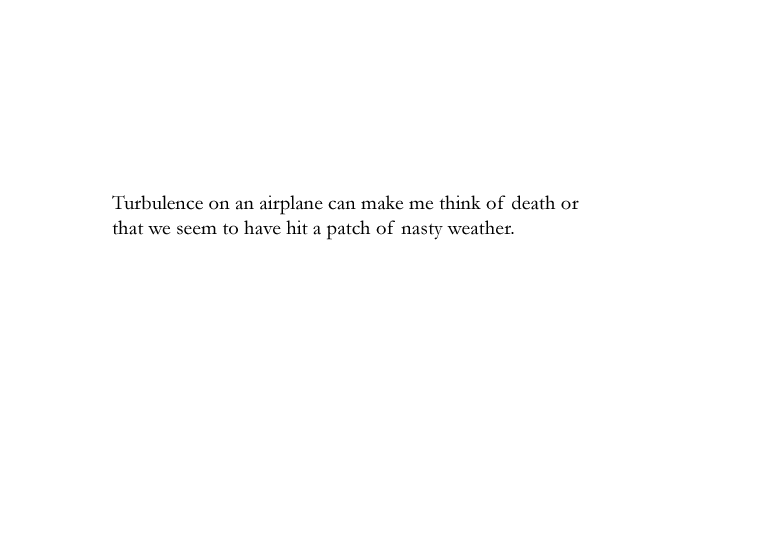 Turbulence on an airplane can make me think of death or
that we seem to have hit a patch of nasty weather.